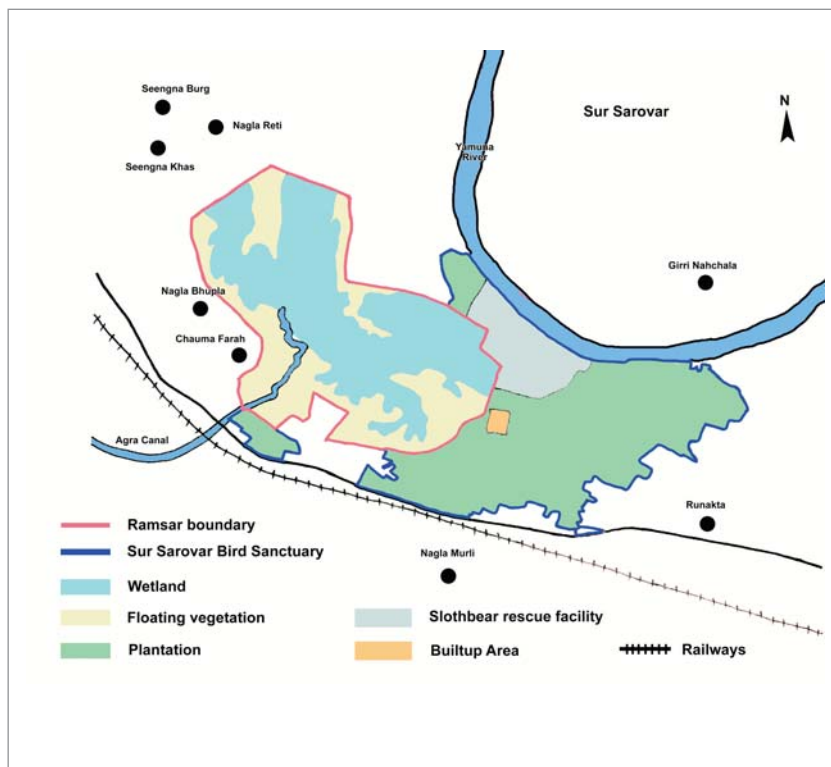 Seengna Burg
Nagla Reti
Seengna Khas
Sur Sarovar
N
Yamuna
River
Girri Nahchala
Nagla Bhupla
Chauma Farah
Agra Canal
Runakta
Nagla Murli
Ramsar boundary
Sur Sarovar Bird Sanctuary
Wetland
Floating vegetation
Plantation
Slothbear rescue facility
Builtup Area
Railways